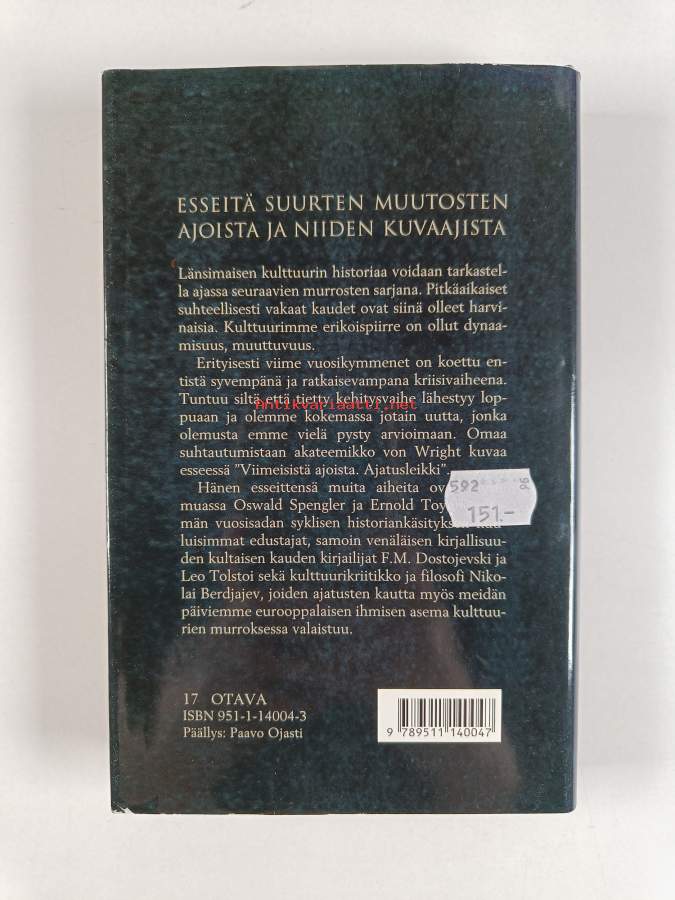 ESSEITÄ SUURTEN MUUTOSTEN
AJOISTA JA NIIDEN KUVAAJISTA
Länsimaisen kulttuurin historiaa voidaan tarkastel-
la ajassa seuraavien murrosten sarjana. Pitkäaikaiset
suhteellisesti vakaat kaudet ovat siinä olleet harvi-
naisia. Kulttuurimme erikoispiirre on ollut dynaa-
misuus, muuttuvuus.
Erityisesti viime vuosikymmenet on koettu en-
tistä syvempänä ja ratkaisevampana kriisivaiheena.
Tuntuu siltä että tietty kehitysvaihe lähestyy lop-
Antikvariaatti.net
puaan ja olemme kokemassa jotain uutta, jonka
olemusta emme vielä pysty arvioimaan. Omaa
suhtautumistaan akateemikko von Wright kuvaa
esseessä "Viimeisistä ajoista. Ajatusleikki".
Hänen esseittensä muita aiheita
592
96
muassa Oswald Spengler ja Ernold
151.-
män vuosisadan syklisen
luisimmat edustajat, samoin venäläisen kirjallisuu-
den kultaisen kauden kirjailijat F.M. Dostojevski ja
Leo Tolstoi sekä kulttuurikriitikko ja filosofi Niko-
lai Berdjajev, joiden ajatusten kautta myös meidän
päiviemme eurooppalaisen ihmisen asema kulttuu-
rien murroksessa valaistuu.
17 OTAVA
ISBN 951-1-14004-3
Päällys: Paavo Ojasti
9 789511 140047